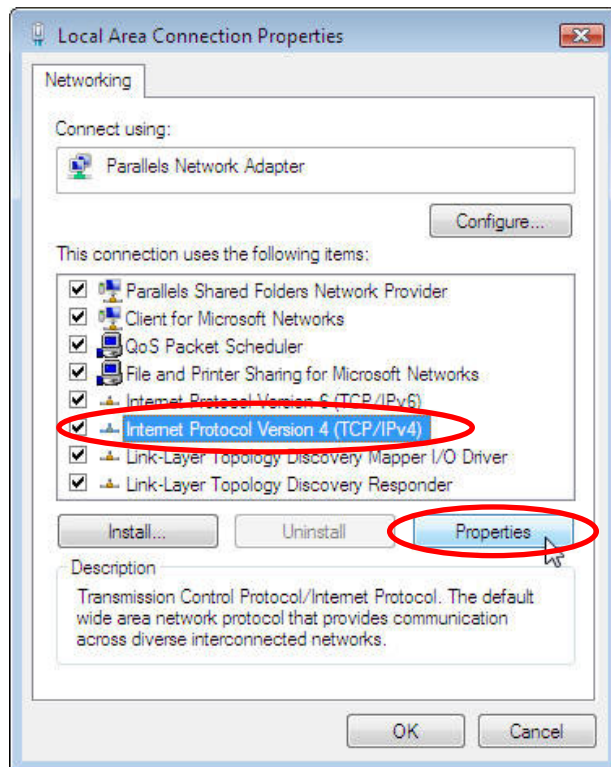 Local Area Connection Properties
Networking
Connect using:
Parallels Network Adapter
Configure...
This connection uses the following items:
Parallels Shared Folders Network Provider
Client for Microsoft Networks
QoS Packet Scheduler
File and Printer Sharing for Microsoft Networks
Internet Protocol Version 6 (TCP/IPv6)
Internet Protocol Version 4 (TCP/IPv4)
Link-Layer Topology Discovery Mapper I/O Driver
Link-Layer Topology Discovery Responder
Install... Uninstall Properties
Description
Transmission Control Protocol/Internet Protocol. The default
wide area network protocol that provides communication
across diverse interconnected networks.
OK Cancel